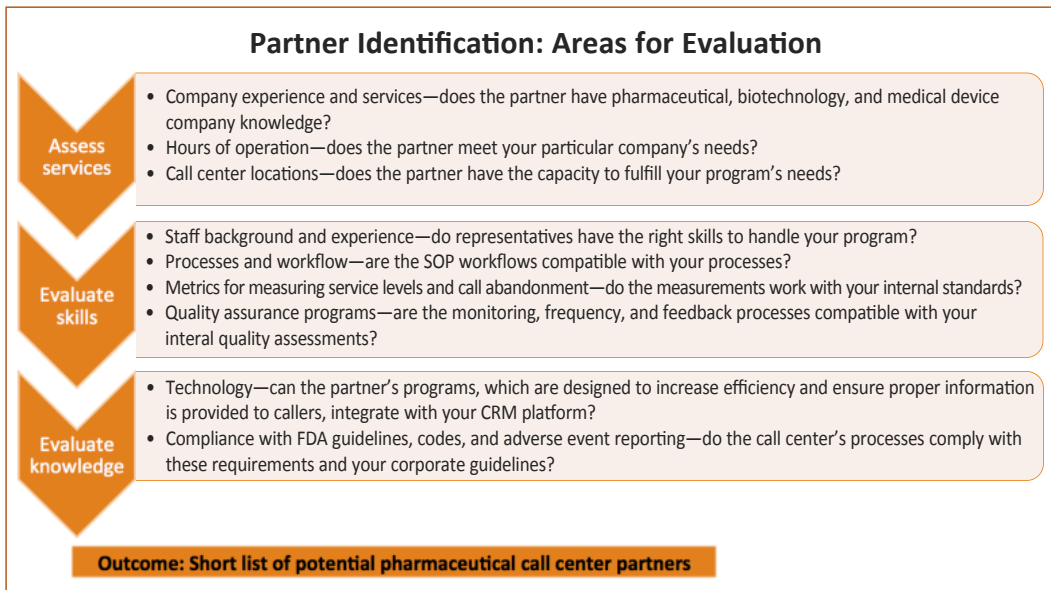 Partner Identification: Areas for Evaluation
Assess
services
• Company experience and services—does the partner have pharmaceutical, biotechnology, and medical device
company knowledge?
• Hours of operation—does the partner meet your particular company's needs?
• Call center locations—does the partner have the capacity to fulfill your program's needs?
Evaluate
skills
• Staff background and experience—do representatives have the right skills to handle your program?
• Processes and workflow—are the SOP workflows compatible with your processes?
• Metrics for measuring service levels and call abandonment—do the measurements work with your internal standards?
• Quality assurance programs—are the monitoring, frequency, and feedback processes compatible with your
interal quality assessments?
Evaluate
knowledge
• Technology—can the partner's programs, which are designed to increase efficiency and ensure proper information
is provided to callers, integrate with your CRM platform?
• Compliance with FDA guidelines, codes, and adverse event reporting—do the call center's processes comply with
these requirements and your corporate guidelines?
Outcome: Short list of potential pharmaceutical call center partners